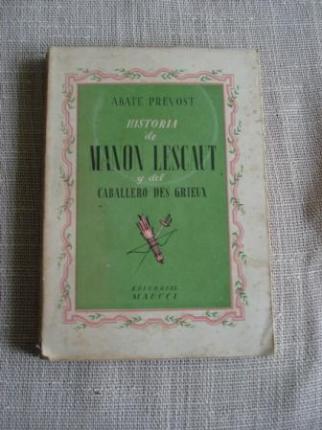 ABATE PREVOST
HISTORIA
de
MANON LESCAUT
y del
CABALLERO DES GRIEUX
EDITORIAL
MAUCCI